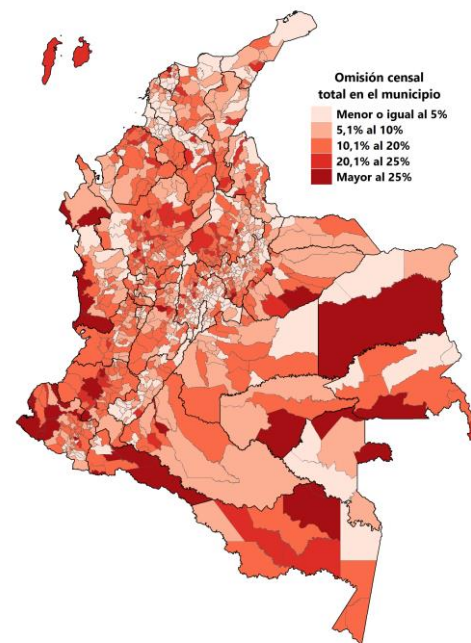 Omisión censal
total en el municipio
Menor o igual al 5%
5,1% al 10%
10,1% al 20%
20,1% al 25%
Mayor al 25%